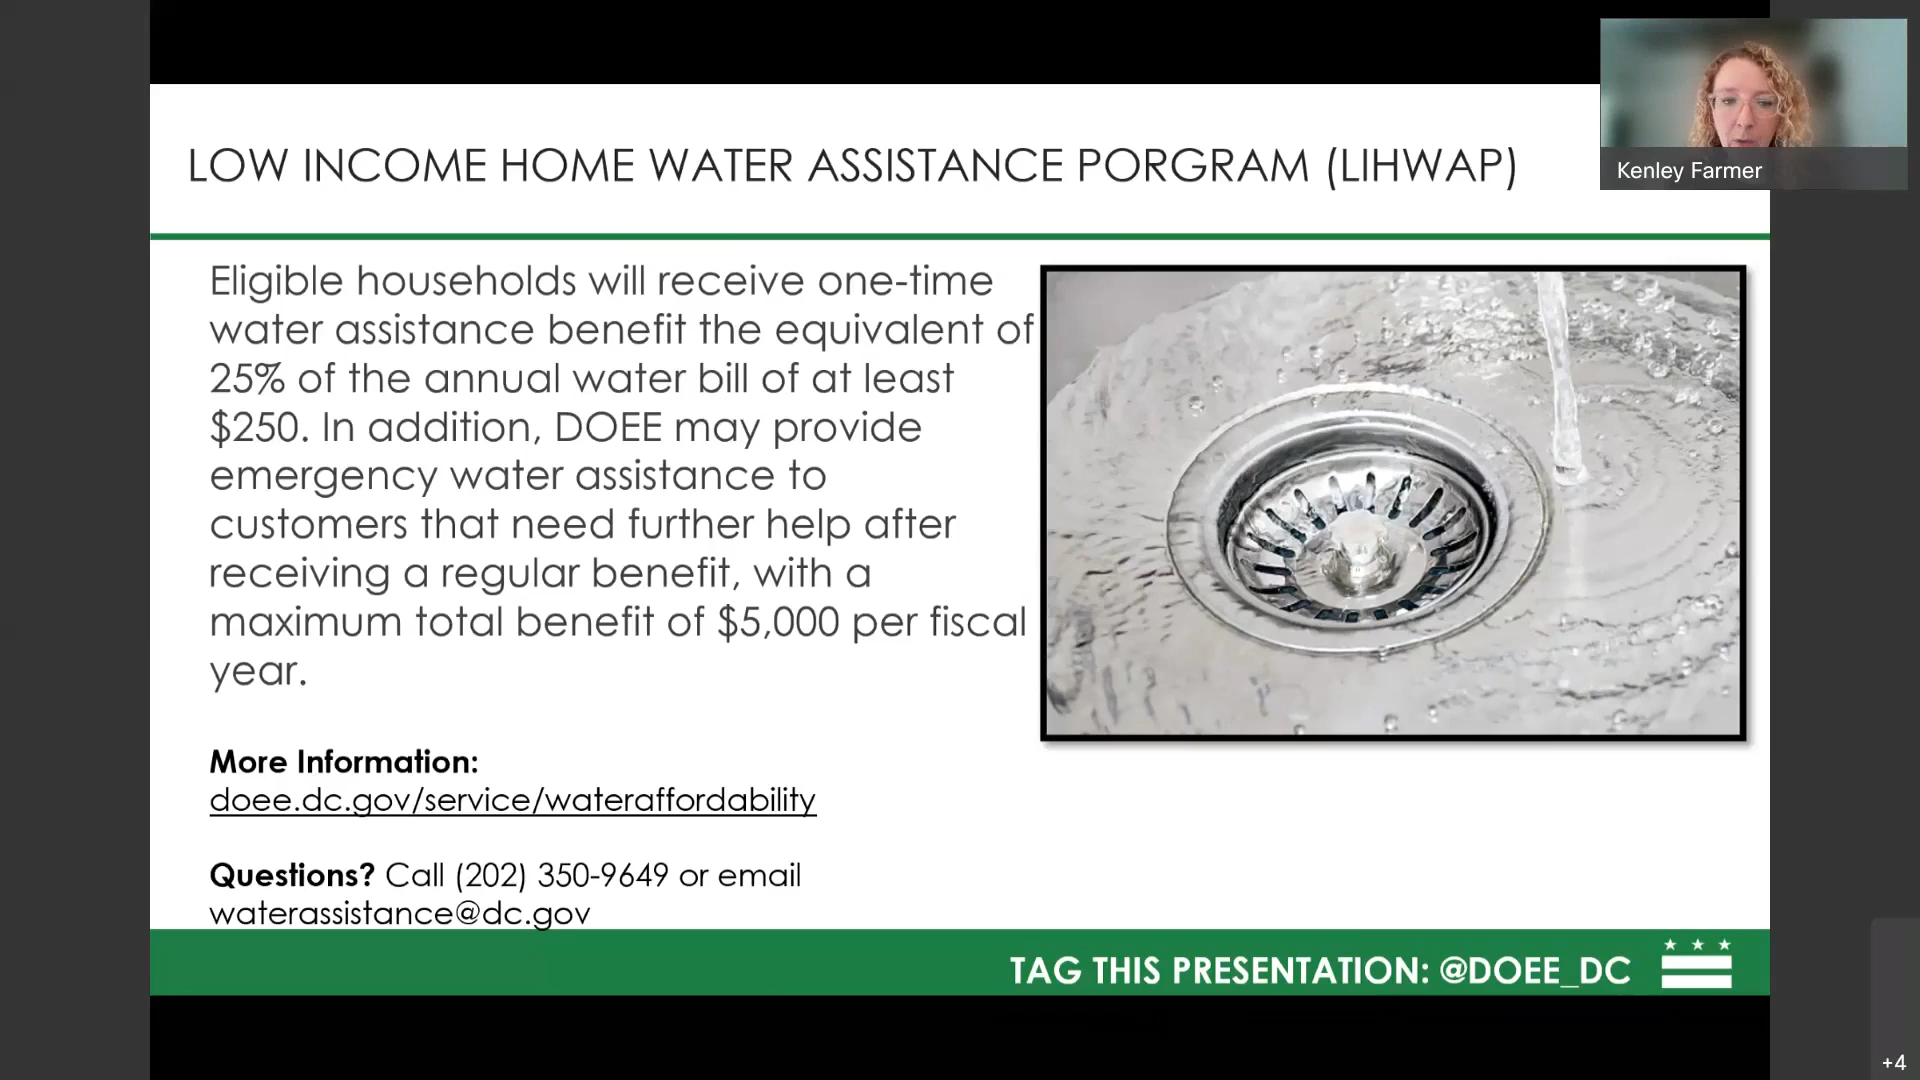 LOW INCOME HOME WATER ASSISTANCE PORGRAM (LIHWAP)
Kenley Farmer
Eligible households will receive one-time
water assistance benefit the equivalent of
25% of the annual water bill of at least
$250. In addition, DOEE may provide
emergency water assistance to
customers that need further help after
receiving a regular benefit, with a
maximum total benefit of $5,000 per fiscal
year.
More Information:
doee.dc.gov/service/wateraffordability
Questions? Call (202) 350-9649 or email
waterassistance@dc.gov
TAG THIS PRESENTATION: @DOEE_DC
+4